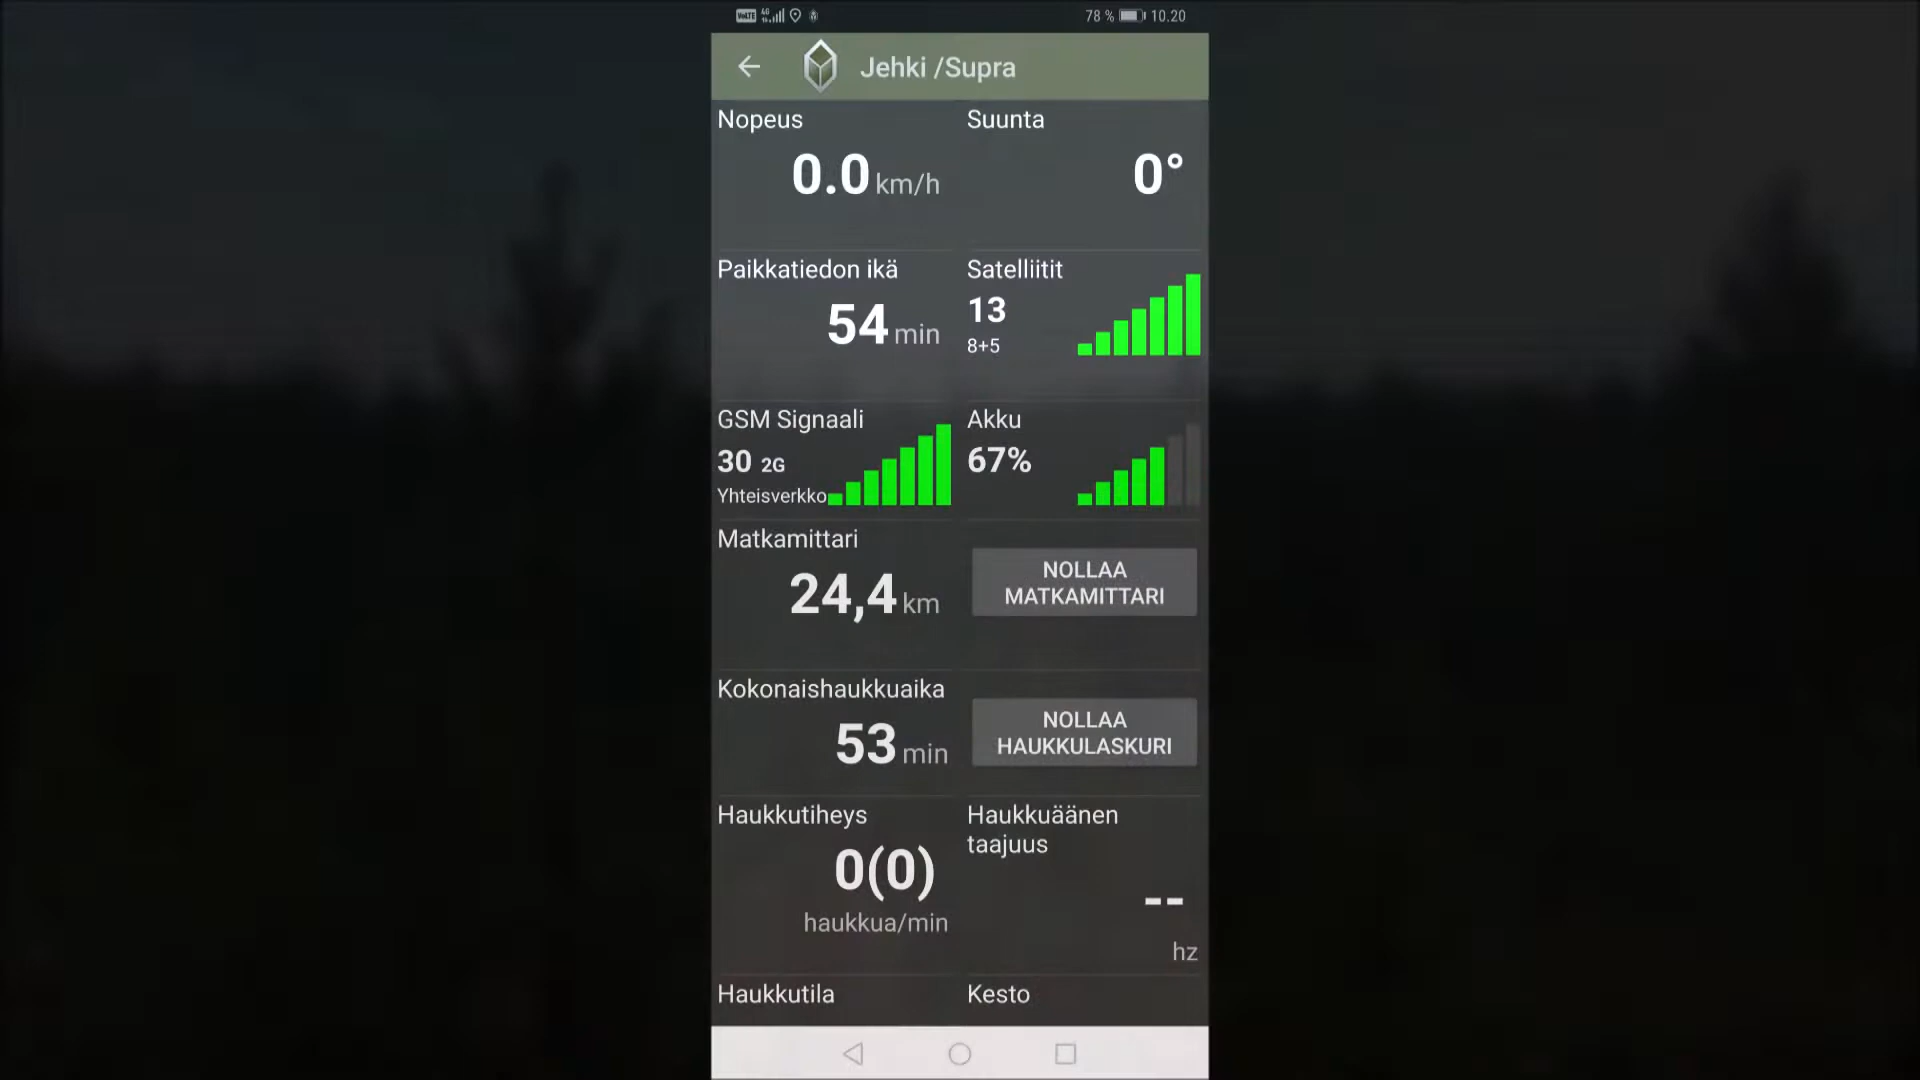 VoLTE 4G 78 % 10.20
Jehki /Supra
Nopeus Suunta
0.0 km/h 0°
Paikkatiedon ikä Satelliitit
54 min 13
8+5
GSM Signaali Akku
30 2G 67%
Yhteisverkko
Matkamittari
24,4 km
NOLLAA
MATKAMITTARI
Kokonaishaukkuaika
53 min
NOLLAA
HAUKKULASKURI
Haukkutiheys
0(0)
haukkua/min
Haukkuäänen
taajuus
--
hz
Haukkutila Kesto